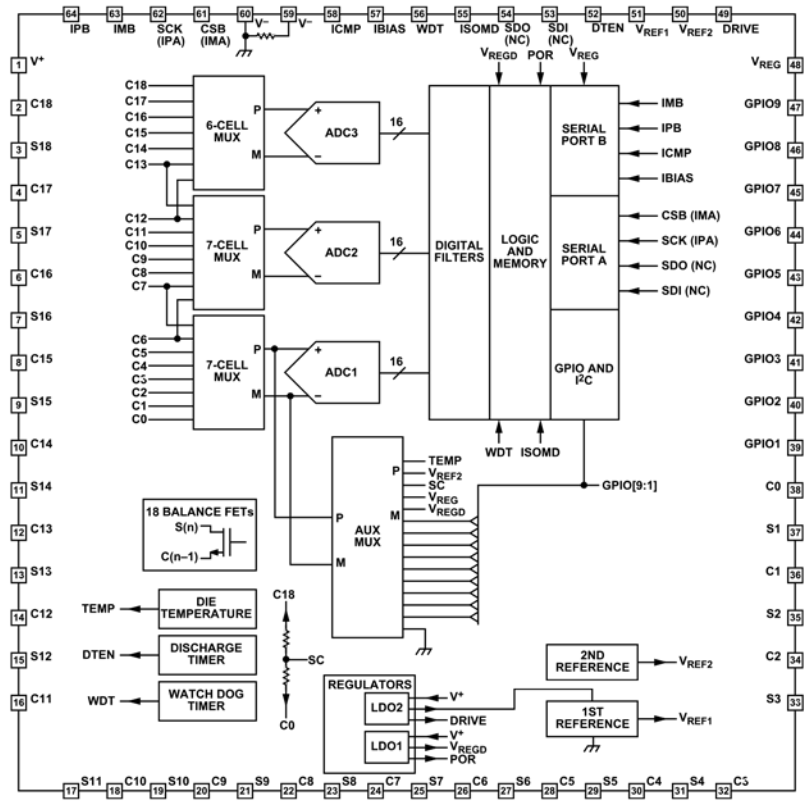 64 63 62 61 60 59 58 57 56 55 54 53 52 51 50 49
IPB IMB SCK (IPA) CSB (IMA) V– V– ICMP IBIAS WDT ISOMD SDO (NC) SDI (NC) DTEN VREF1 VREF2 DRIVE
1 V+
2 C18
3 S18
4 C17
5 S17
6 C16
7 S16
8 C15
9 S15
10 C14
11 S14
12 C13
13 S13
14 C12
15 S12
16 C11
C18
C17
C16
C15
C14
C13
C12
C11
C10
C9
C8
C7
C6
C5
C4
C3
C2
C1
C0
6-CELL
MUX
P
M
7-CELL
MUX
P
M
7-CELL
MUX
P
M
+
ADC3
–
16
+
ADC2
–
16
+
ADC1
–
16
VREGD POR VREG
DIGITAL
FILTERS
LOGIC
AND
MEMORY
SERIAL
PORT B
SERIAL
PORT A
GPIO AND
I2C
IMB
IPB
ICMP
IBIAS
CSB (IMA)
SCK (IPA)
SDO (NC)
SDI (NC)
WDT ISOMD
GPIO[9:1]
P
M
AUX
MUX
P
M
TEMP
VREF2
SC
VREG
VREGD
18 BALANCE FETs
S(n)
C(n–1)
TEMP
DIE
TEMPERATURE
DTEN
DISCHARGE
TIMER
WDT
WATCH DOG
TIMER
C18
SC
C0
REGULATORS
LDO2
V+
DRIVE
LDO1
V+
VREGD
POR
2ND
REFERENCE
VREF2
1ST
REFERENCE
VREF1
VREG 48
GPIO9 47
GPIO8 46
GPIO7 45
GPIO6 44
GPIO5 43
GPIO4 42
GPIO3 41
GPIO2 40
GPIO1 39
C0 38
S1 37
C1 36
S2 35
C2 34
S3 33
S11 C10 S10 C9 S9 C8 S8 C7 S7 C6 S6 C5 S5 C4 S4 C3
17 18 19 20 21 22 23 24 25 26 27 28 29 30 31 32